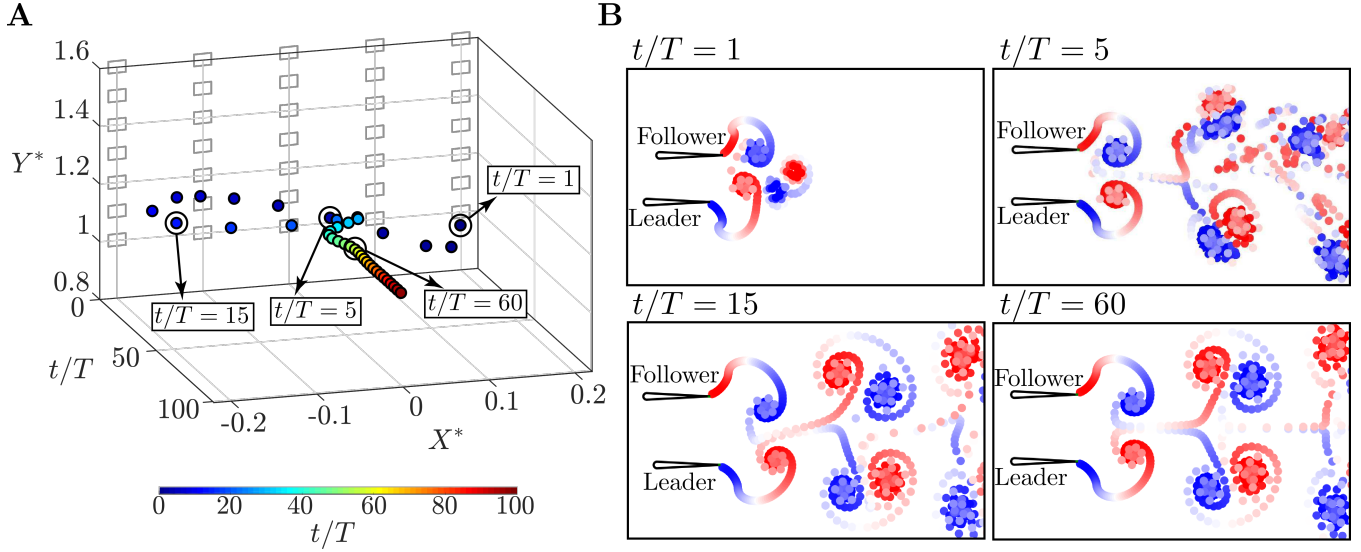 A
1.6
1.4
1.2
1
0.8
Y*
0
50
100
t/T
-0.2
-0.1
0
0.1
0.2
X*
t/T = 1
t/T = 15
t/T = 5
t/T = 60
0 20 40 60 80 100
t/T
B
t/T = 1
Follower
Leader
t/T = 5
Follower
Leader
t/T = 15
Follower
Leader
t/T = 60
Follower
Leader